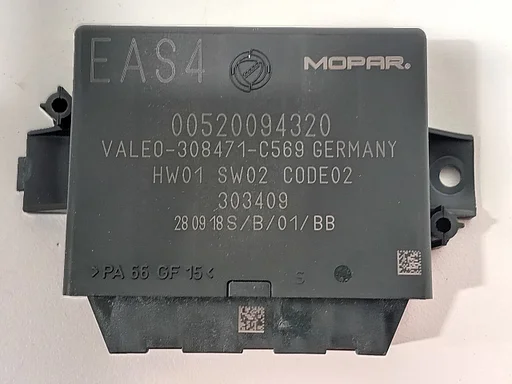 EAS4
MOPAR.
00520094320
VALEO-308471-C569 GERMANY
HW01 SW02 CODE02
303409
28 09 18 S/B/01/BB
>PA 66 GF 15<
S